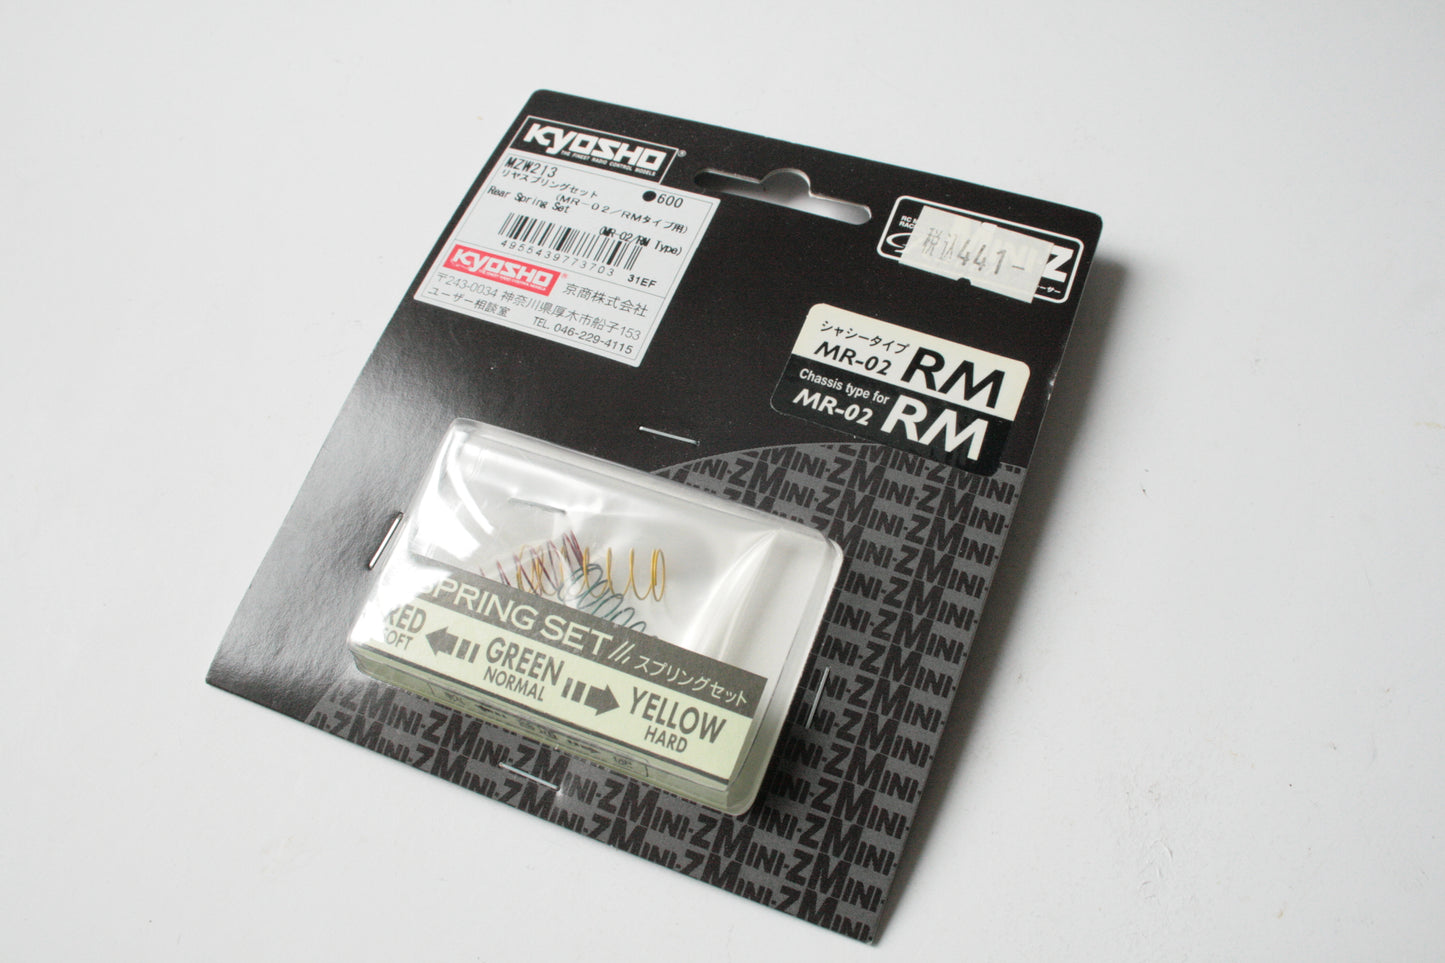 KYOSHO®
THE FINEST RADIO CONTROL MODELS
MZW213
リヤスプリングセット
●600
(MR-02/RMタイプ用)
Rear Spring Set
(MR-02/RM Type)
4955439773703
31EF
KYOSHO®
京商株式会社
〒243-0034 神奈川県厚木市船子153
ユーザー相談室 TEL. 046-229-4115
税込441-
シャシータイプ
MR-02 RM
Chassis type for
MR-02 RM
SPRING SET スプリングセット
RED
SOFT
GREEN
NORMAL
YELLOW
HARD
MINI-Z MINI-Z MINI-Z